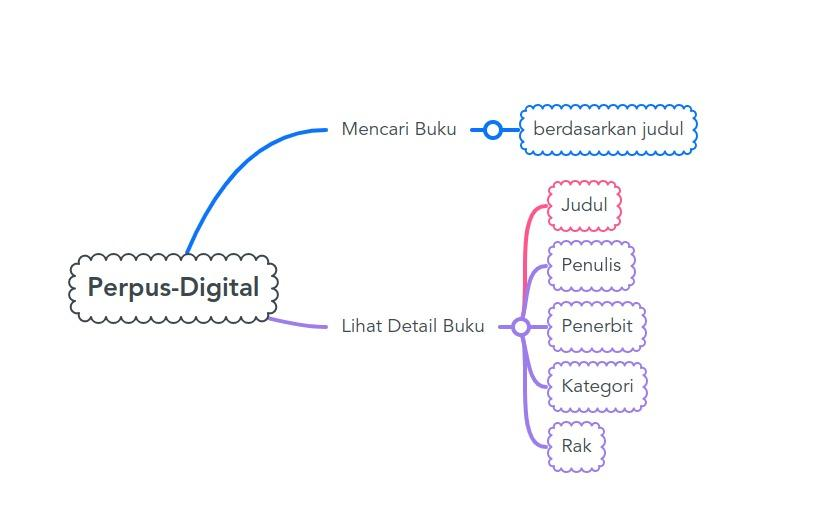 Perpus-Digital
Mencari Buku
berdasarkan judul
Lihat Detail Buku
Judul
Penulis
Penerbit
Kategori
Rak